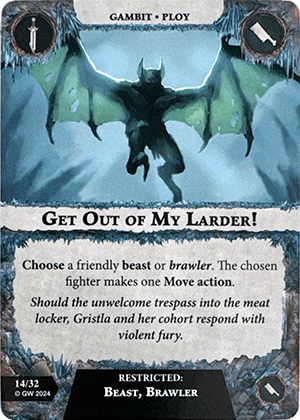 GAMBIT • PLOY
GET OUT OF MY LARDER!
Choose a friendly beast or brawler. The chosen
fighter makes one Move action.
Should the unwelcome trespass into the meat
locker, Gristla and her cohort respond with
violent fury.
14/32
© GW 2024
RESTRICTED:
BEAST, BRAWLER